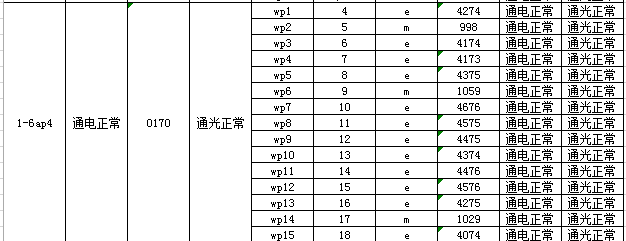 wp1 4 e 4274 通电正常 通光正常
wp2 5 m 998 通电正常 通光正常
wp3 6 e 4174 通电正常 通光正常
wp4 7 e 4173 通电正常 通光正常
wp5 8 e 4375 通电正常 通光正常
wp6 9 m 1059 通电正常 通光正常
wp7 10 e 4676 通电正常 通光正常
1-6ap4 通电正常 0170 通光正常 wp8 11 e 4575 通电正常 通光正常
wp9 12 e 4475 通电正常 通光正常
wp10 13 e 4374 通电正常 通光正常
wp11 14 e 4476 通电正常 通光正常
wp12 15 e 4576 通电正常 通光正常
wp13 16 e 4275 通电正常 通光正常
wp14 17 m 1029 通电正常 通光正常
wp15 18 e 4074 通电正常 通光正常